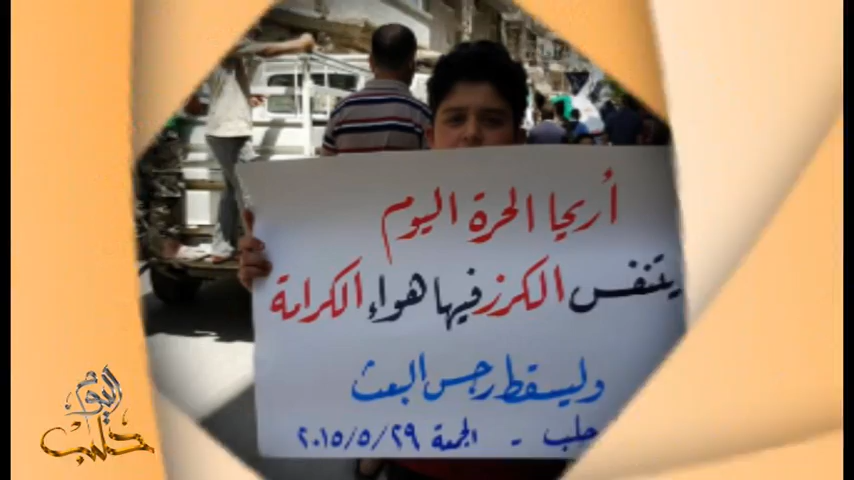 أريحا الحرة اليوم
يتنفس الكرز فيها هواء الكرامة
وليسقط رجس البعث
حلب - الجمعة ٢٠١٥/٥/٢٩
حلب اليوم